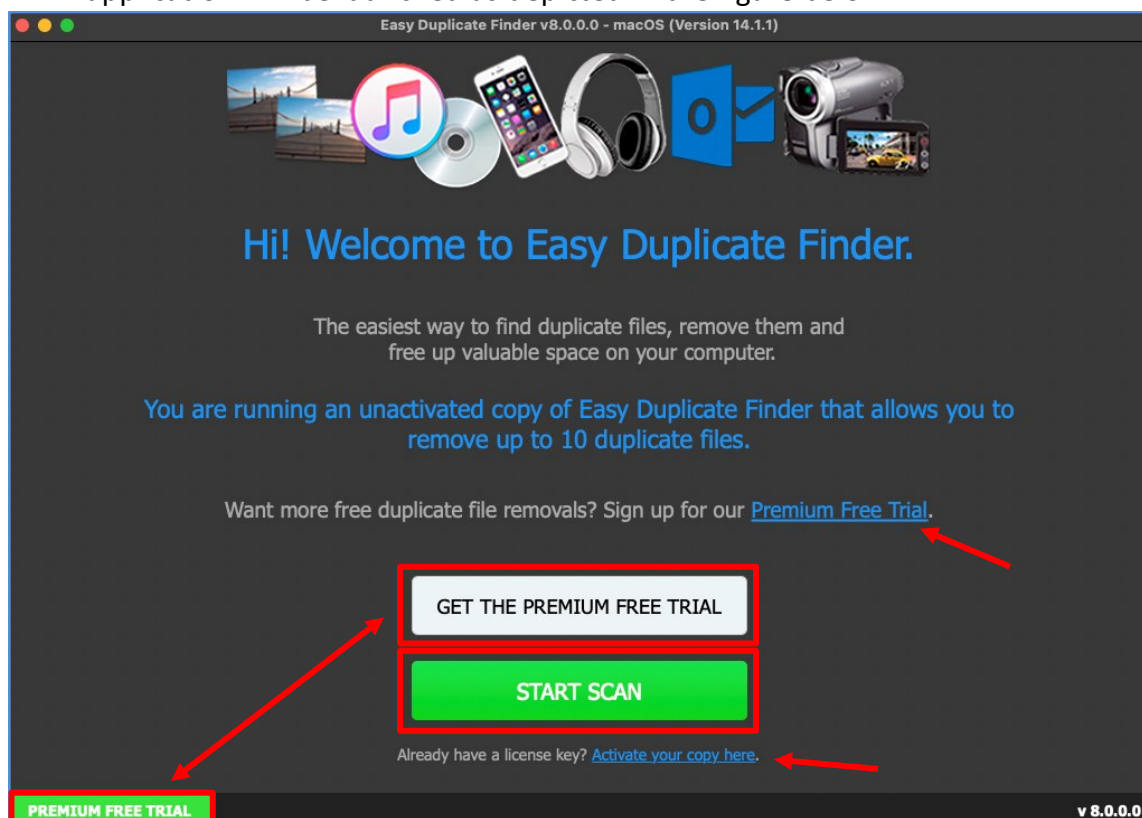 Easy Duplicate Finder v8.0.0.0 - macOS (Version 14.1.1)
Hi! Welcome to Easy Duplicate Finder.
The easiest way to find duplicate files, remove them and
free up valuable space on your computer.
You are running an unactivated copy of Easy Duplicate Finder that allows you to
remove up to 10 duplicate files.
Want more free duplicate file removals? Sign up for our Premium Free Trial.
GET THE PREMIUM FREE TRIAL
START SCAN
Already have a license key? Activate your copy here.
PREMIUM FREE TRIAL
v 8.0.0.0